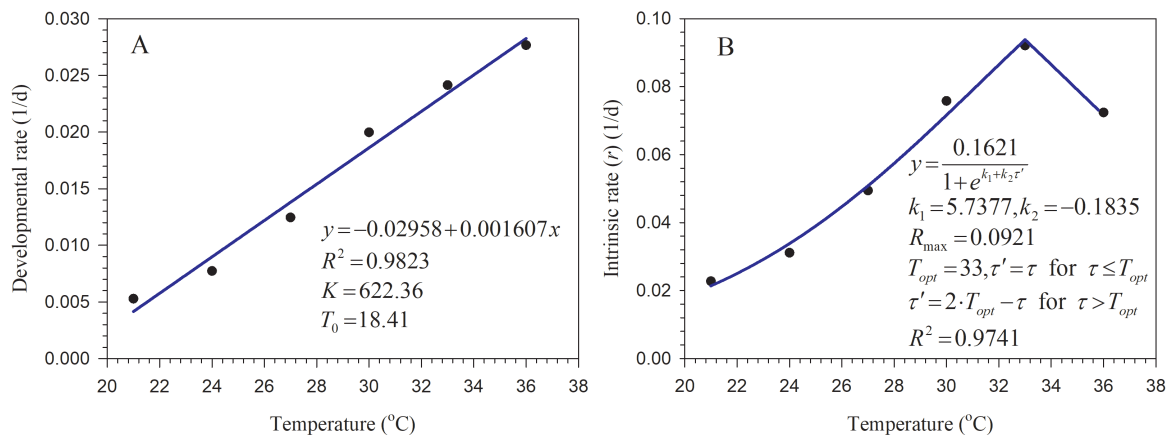 A
Developmental rate (1/d)
0.030
0.025
0.020
0.015
0.010
0.005
0.000
y=−0.02958+0.001607x
R²=0.9823
K=622.36
T₀=18.41
20 22 24 26 28 30 32 34 36 38
Temperature (°C)
B
Intrinsic rate (r) (1/d)
0.10
0.08
0.06
0.04
0.02
0.00
y=0.1621/(1+e^(k₁+k₂τ′))
k₁=5.7377,k₂=−0.1835
R_max=0.0921
T_opt=33,τ′=τ for τ≤T_opt
τ′=2·T_opt−τ for τ>T_opt
R²=0.9741
20 22 24 26 28 30 32 34 36 38
Temperature (°C)